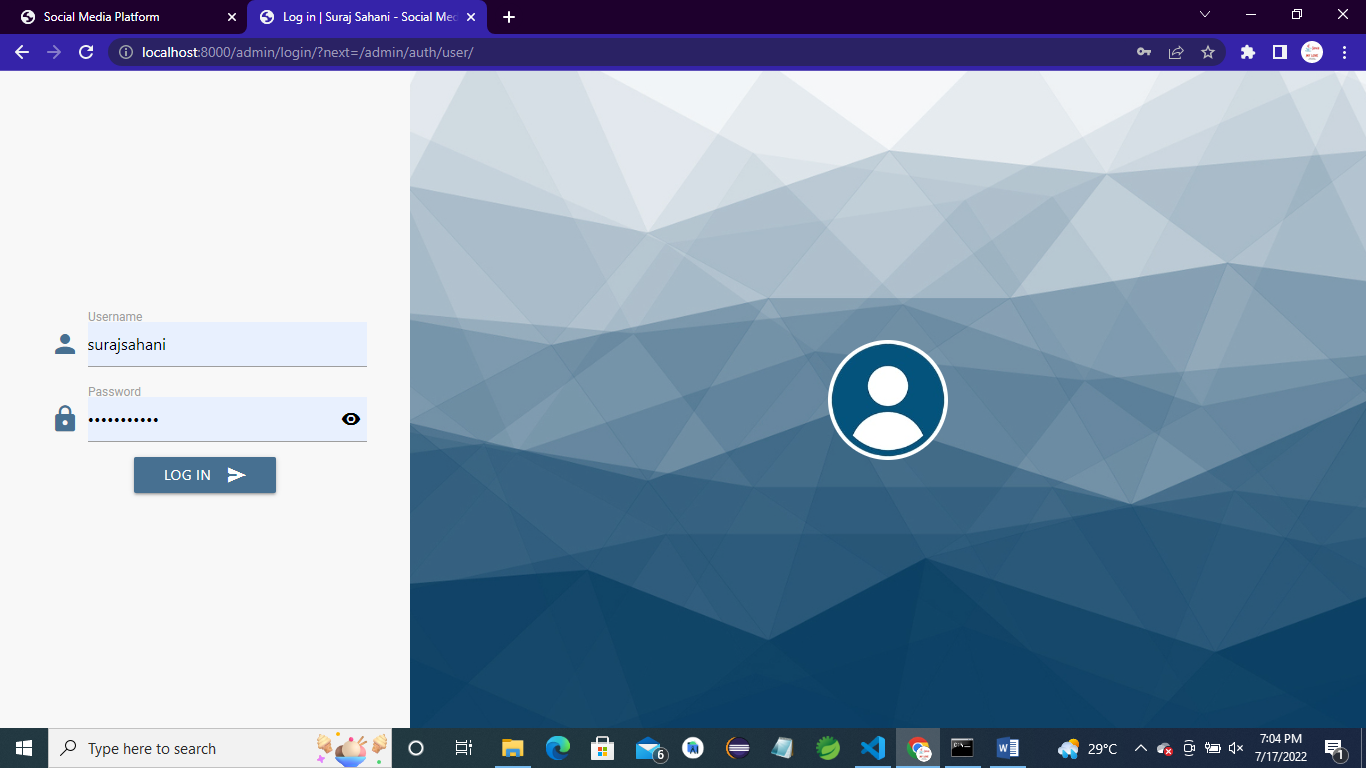 Social Media Platform
Log in | Suraj Sahani - Social Med
localhost:8000/admin/login/?next=/admin/auth/user/
Username
surajsahani
Password
•••••••••••
LOG IN
Type here to search
6
29°C
7:04 PM
7/17/2022
1